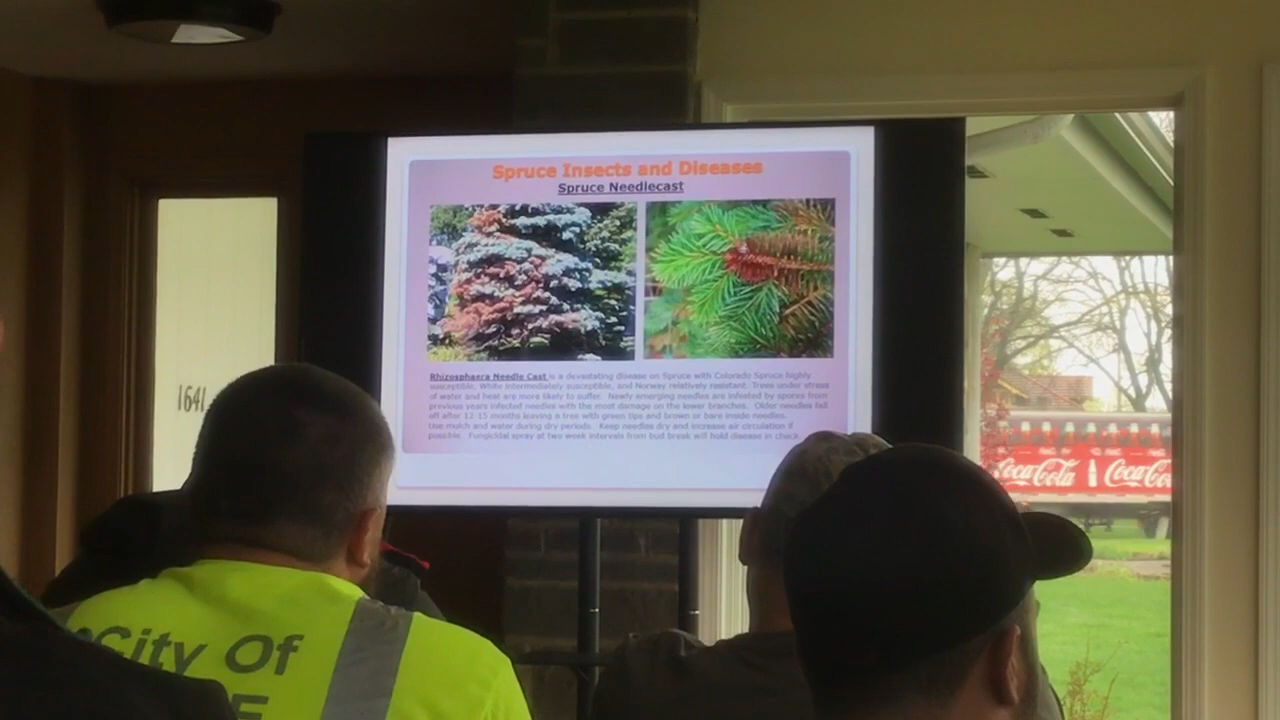 Spruce Insects and Diseases
Spruce Needlecast
Rhizosphaera Needle Cast is a devastating disease on Spruce with Colorado Spruce highly
susceptible, White intermediately susceptible, and Norway relatively resistant. Trees under stress
of water and heat are more likely to suffer. Newly emerging needles are infested by spores from
previous years infected needles with the most damage on the lower branches. Older needles fall
off after 12-15 months leaving a tree with green tips and brown or bare inside needles.
Use mulch and water during dry periods. Keep needles dry and increase air circulation if
possible. Fungicidal spray at two week intervals from bud break will hold disease in check.
1641
Coca-Cola
Coca-Co
City Of